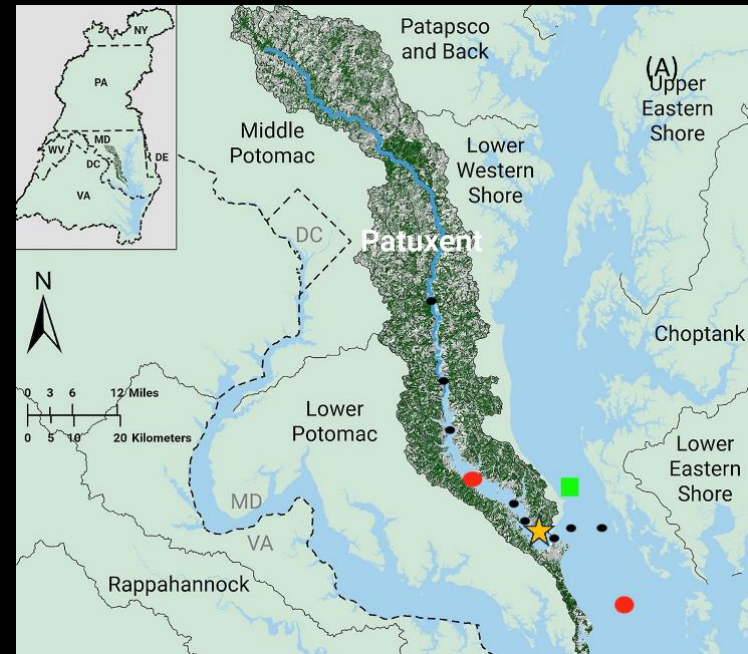 NY
PA
MD
WV
DC
DE
VA
Patapsco
and Back
(A)
Upper
Eastern
Shore
Middle
Potomac
Lower
Western
Shore
DC
Patuxent
N
Choptank
0 3 6 12 Miles
0 5 10 20 Kilometers
Lower
Potomac
Lower
Eastern
Shore
MD
VA
Rappahannock